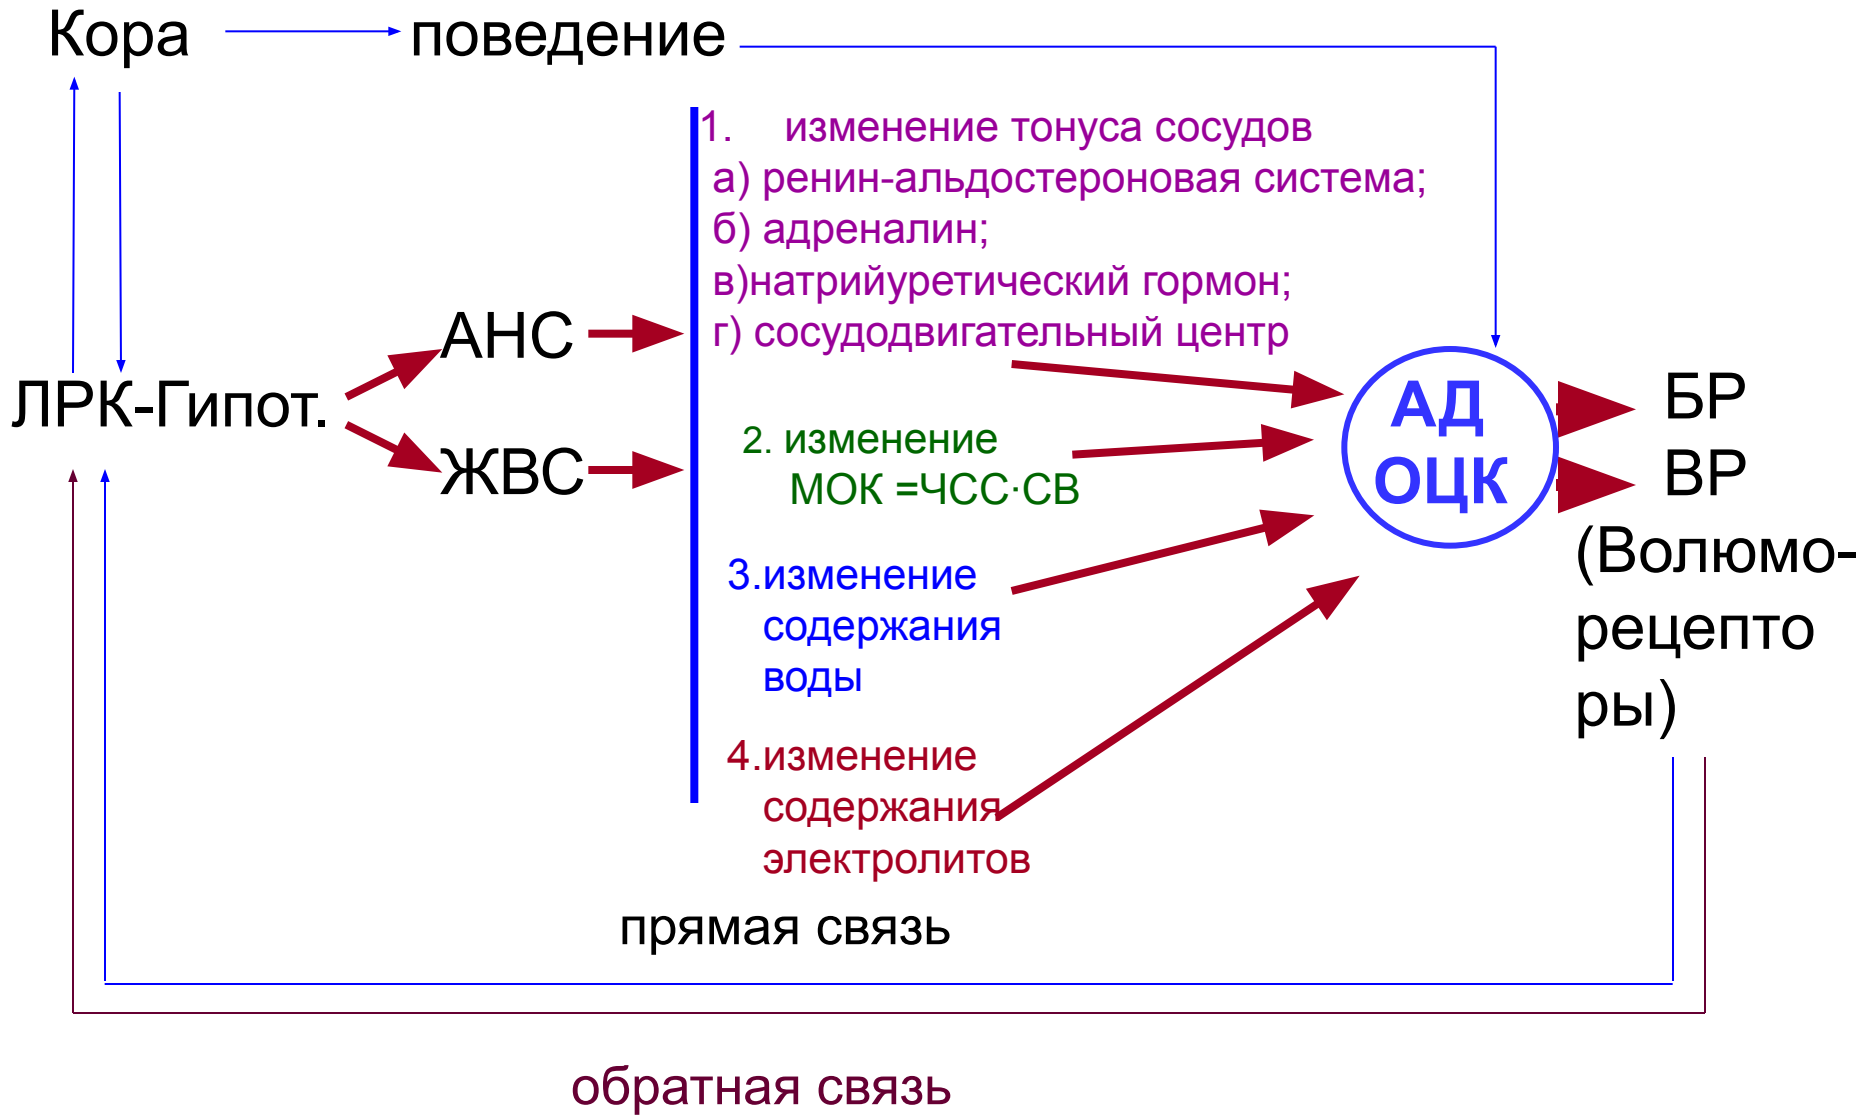 Кора
поведение
1. изменение тонуса сосудов
а) ренин-альдостероновая система;
б) адреналин;
в)натрийуретический гормон;
г) сосудодвигательный центр
АНС
ЛРК-Гипот.
ЖВС
2. изменение
МОК =ЧСС·СВ
3.изменение
содержания
воды
4.изменение
содержания
электролитов
АД
ОЦК
БР
ВР
(Волюмо-
рецепто
ры)
прямая связь
обратная связь